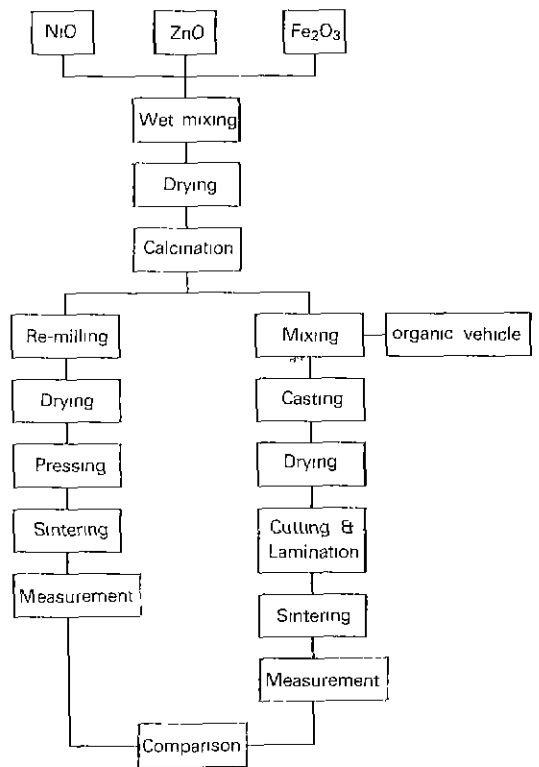 NiO
ZnO
Fe₂O₃
Wet mixing
Drying
Calcination
Re-milling
Drying
Pressing
Sintering
Measurement
Mixing
organic vehicle
Casting
Drying
Cutting &
Lamination
Sintering
Measurement
Comparison